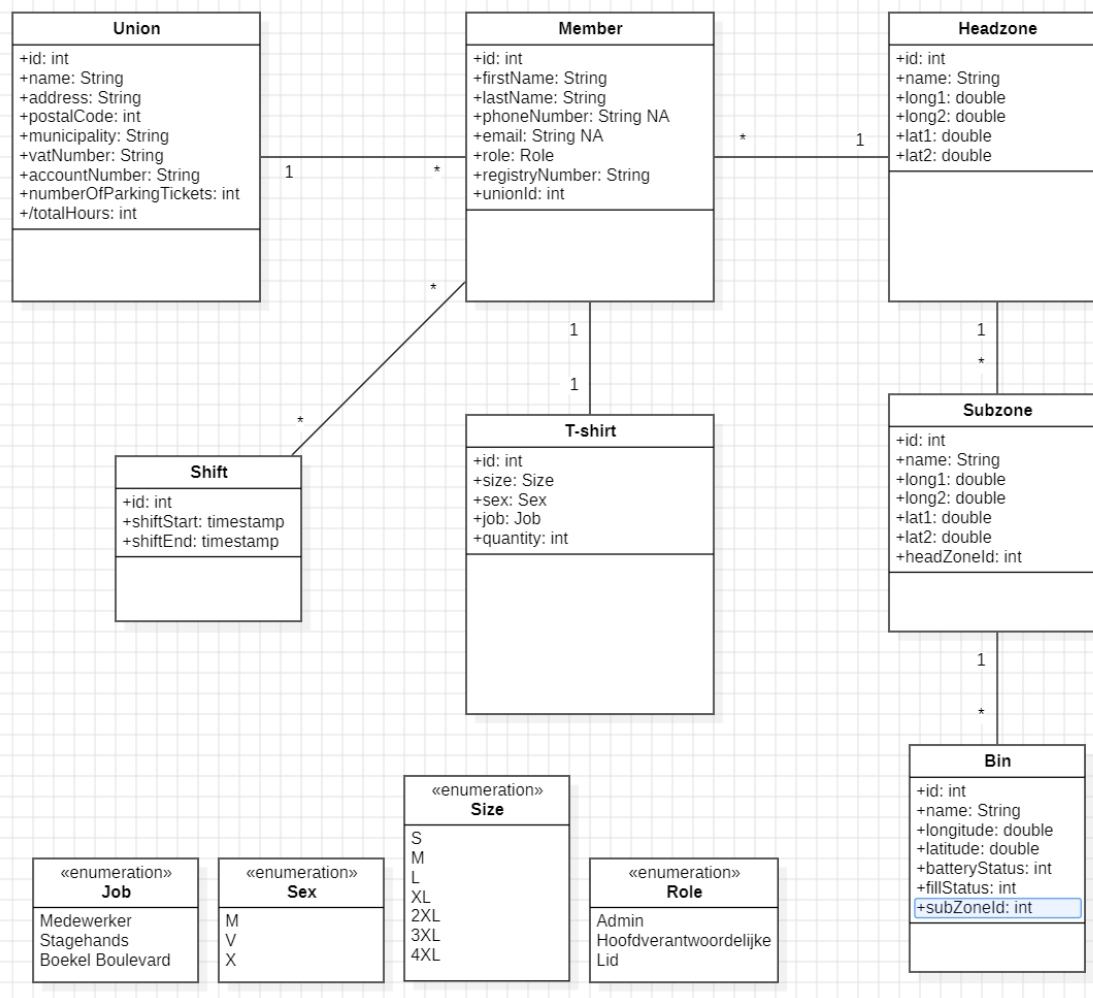 Union
+id: int
+name: String
+address: String
+postalCode: int
+municipality: String
+vatNumber: String
+accountNumber: String
+numberOfParkingTickets: int
+/totalHours: int
1
*
Member
+id: int
+firstName: String
+lastName: String
+phoneNumber: String NA
+email: String NA
+role: Role
+registryNumber: String
+unionId: int
*
1
Headzone
+id: int
+name: String
+long1: double
+long2: double
+lat1: double
+lat2: double
*
*
1
1
1
*
Shift
+id: int
+shiftStart: timestamp
+shiftEnd: timestamp
T-shirt
+id: int
+size: Size
+sex: Sex
+job: Job
+quantity: int
Subzone
+id: int
+name: String
+long1: double
+long2: double
+lat1: double
+lat2: double
+headZoneId: int
1
*
Bin
+id: int
+name: String
+longitude: double
+latitude: double
+batteryStatus: int
+fillStatus: int
+subZoneId: int
«enumeration»
Job
Medewerker
Stagehands
Boekel Boulevard
«enumeration»
Sex
M
V
X
«enumeration»
Size
S
M
L
XL
2XL
3XL
4XL
«enumeration»
Role
Admin
Hoofdverantwoordelijke
Lid